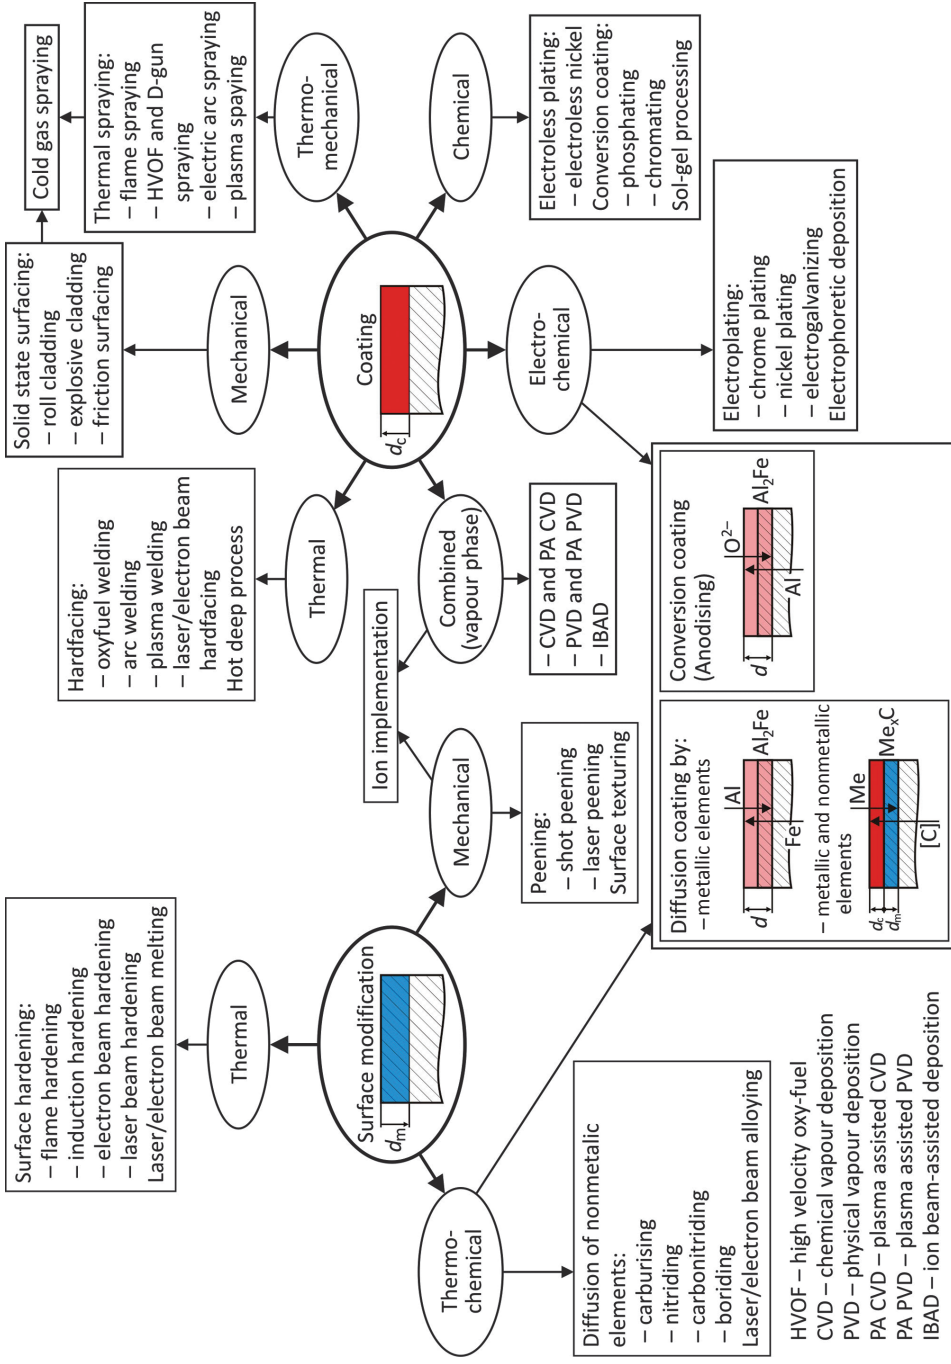 Surface hardening:
– flame hardening
– induction hardening
– electron beam hardening
– laser beam hardening
Laser/electron beam melting
Thermal
Surface modification
dm
Thermo-
chemical
Diffusion of nonmetalic
elements:
– carburising
– nitriding
– carbonitriding
– boriding
Laser/electron beam alloying
Mechanical
Peening:
– shot peening
– laser peening
Surface texturing
Ion implementation
Hardfacing:
– oxyfuel welding
– arc welding
– plasma welding
– laser/electron beam
hardfacing
Hot deep process
Thermal
Combined
(vapour phase)
– CVD and PA CVD
– PVD and PA PVD
– IBAD
Solid state surfacing:
– roll cladding
– explosive cladding
– friction surfacing
Cold gas spraying
Mechanical
Coating
dc
Thermal spraying:
– flame spraying
– HVOF and D-gun
spraying
– electric arc spraying
– plasma spaying
Thermo-
mechanical
Chemical
Electroless plating:
– electroless nickel
Conversion coating:
– phosphating
– chromating
Sol-gel processing
Electro-
chemical
Electroplating:
– chrome plating
– nickel plating
– electrogalvanizing
Electrophoretic deposition
Diffusion coating by:
– metallic elements
d
Al
Al2Fe
Fe
– metallic and nonmetallic
elements
dc
dm
Me
MexC
[C]
Conversion coating
(Anodising)
d
O2–
Al2Fe
Al
HVOF – high velocity oxy-fuel
CVD – chemical vapour deposition
PVD – physical vapour deposition
PA CVD – plasma assisted CVD
PA PVD – plasma assisted PVD
IBAD – ion beam-assisted deposition